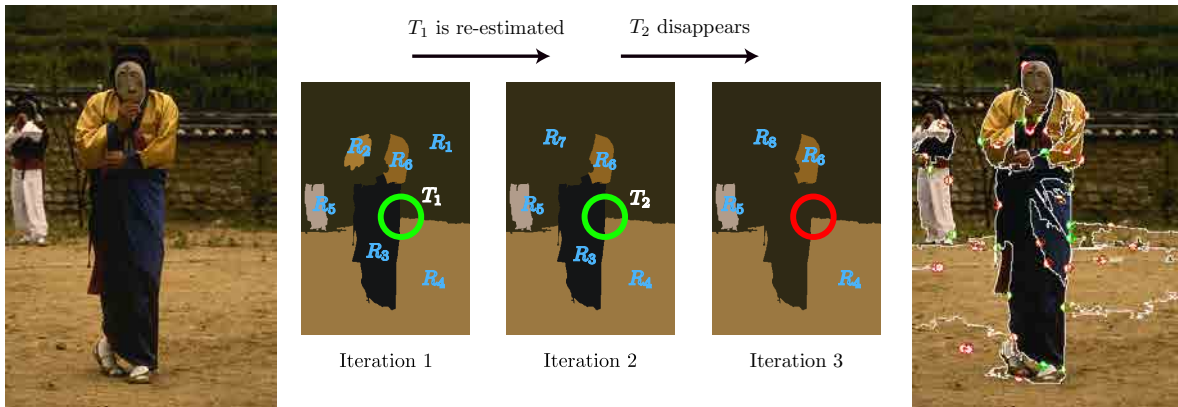 T₁ is re-estimated
T₂ disappears
R₂
R₆
R₁
R₅
T₁
R₃
R₄
R₇
R₆
R₅
T₂
R₃
R₄
R₈
R₆
R₅
R₄
Iteration 1
Iteration 2
Iteration 3